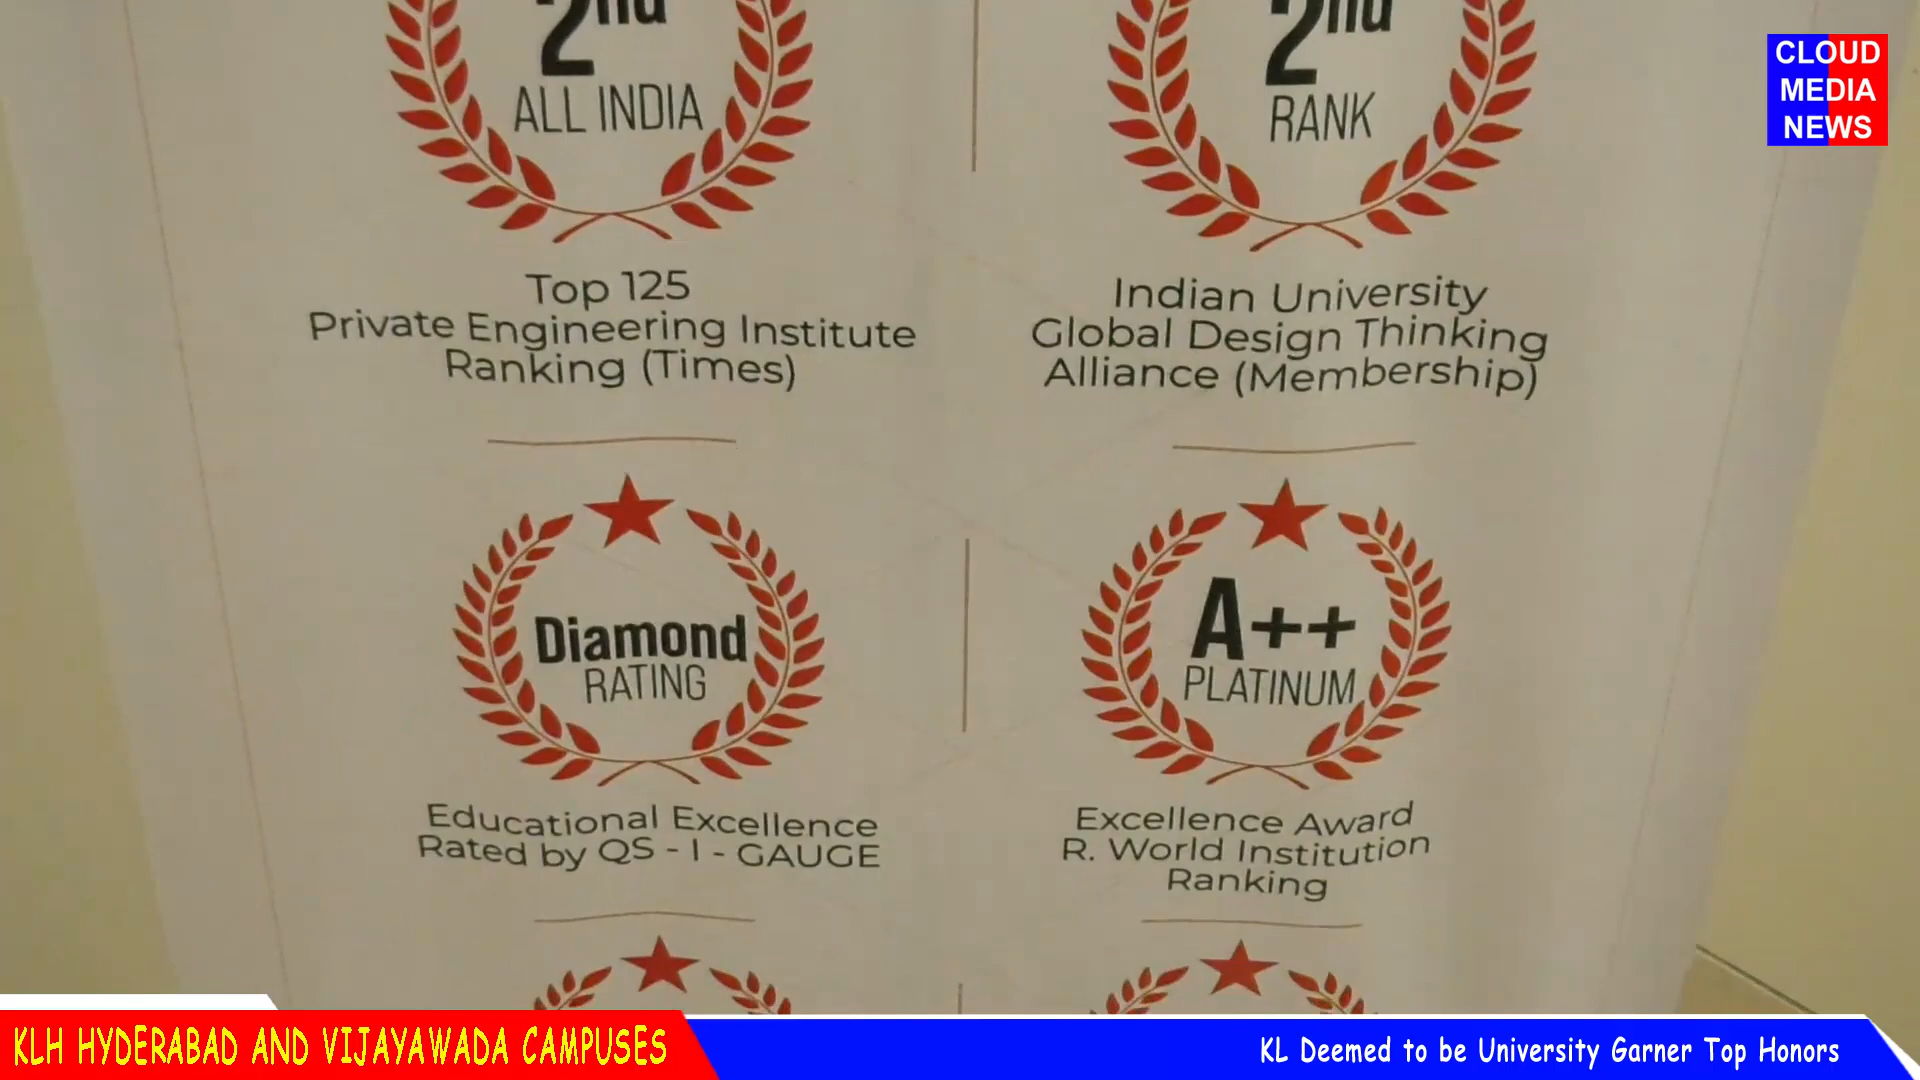 2nd
ALL INDIA
Top 125
Private Engineering Institute
Ranking (Times)
2nd
RANK
Indian University
Global Design Thinking
Alliance (Membership)
Diamond
RATING
Educational Excellence
Rated by QS - I - GAUGE
A++
PLATINUM
Excellence Award
R. World Institution
Ranking
CLOUD
MEDIA
NEWS
KLH HYDERABAD AND VIJAYAWADA CAMPUSES
KL Deemed to be University Garner Top Honors